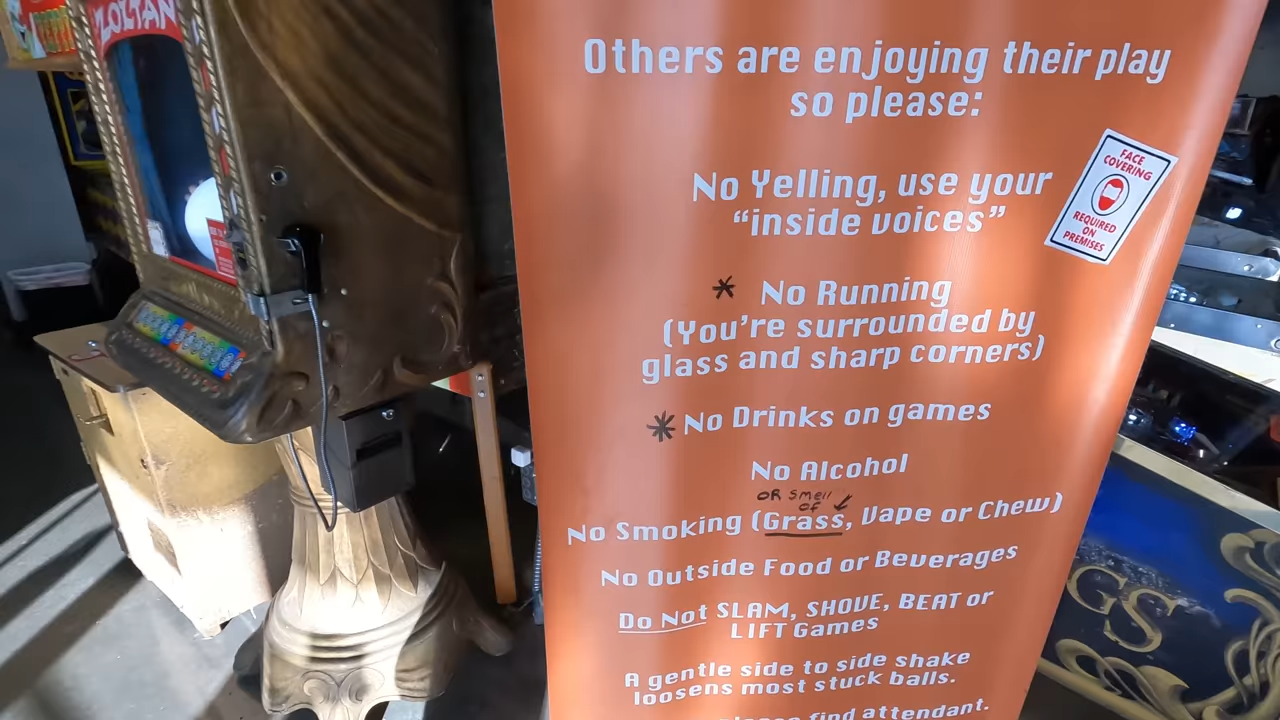 ZOLTAN
Others are enjoying their play
so please:
No Yelling, use your
“inside voices”
FACE
COVERING
REQUIRED
ON
PREMISES
* No Running
(You’re surrounded by
glass and sharp corners)
* No Drinks on games
No Alcohol
OR Smell
of
No Smoking (Grass, Vape or Chew)
No Outside Food or Beverages
Do Not SLAM, SHOVE, BEAT or
LIFT Games
A gentle side to side shake
loosens most stuck balls.
find attendant.
GS